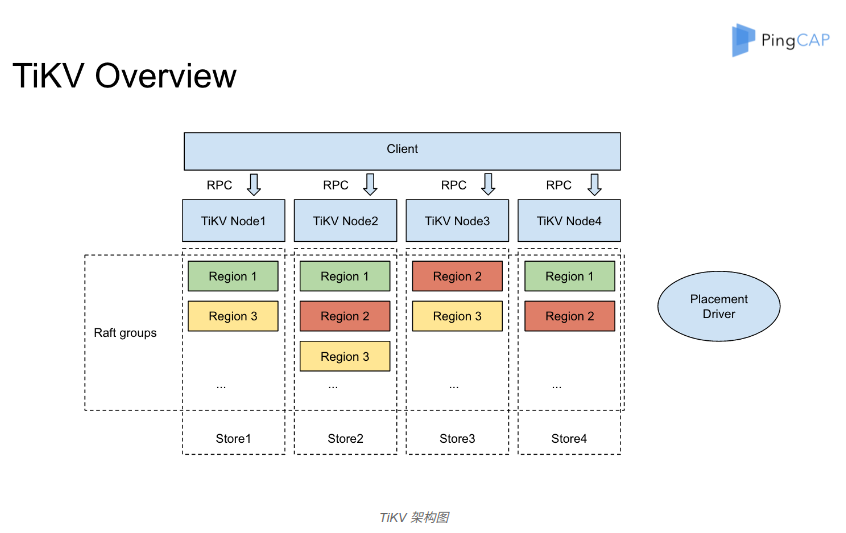 PingCAP
TiKV Overview
Client
RPC
RPC
RPC
RPC
TiKV Node1
TiKV Node2
TiKV Node3
TiKV Node4
Raft groups
Region 1
Region 3
...
Store1
Region 1
Region 2
Region 3
...
Store2
Region 2
Region 3
...
Store3
Region 1
Region 2
...
Store4
Placement
Driver
TiKV 架构图